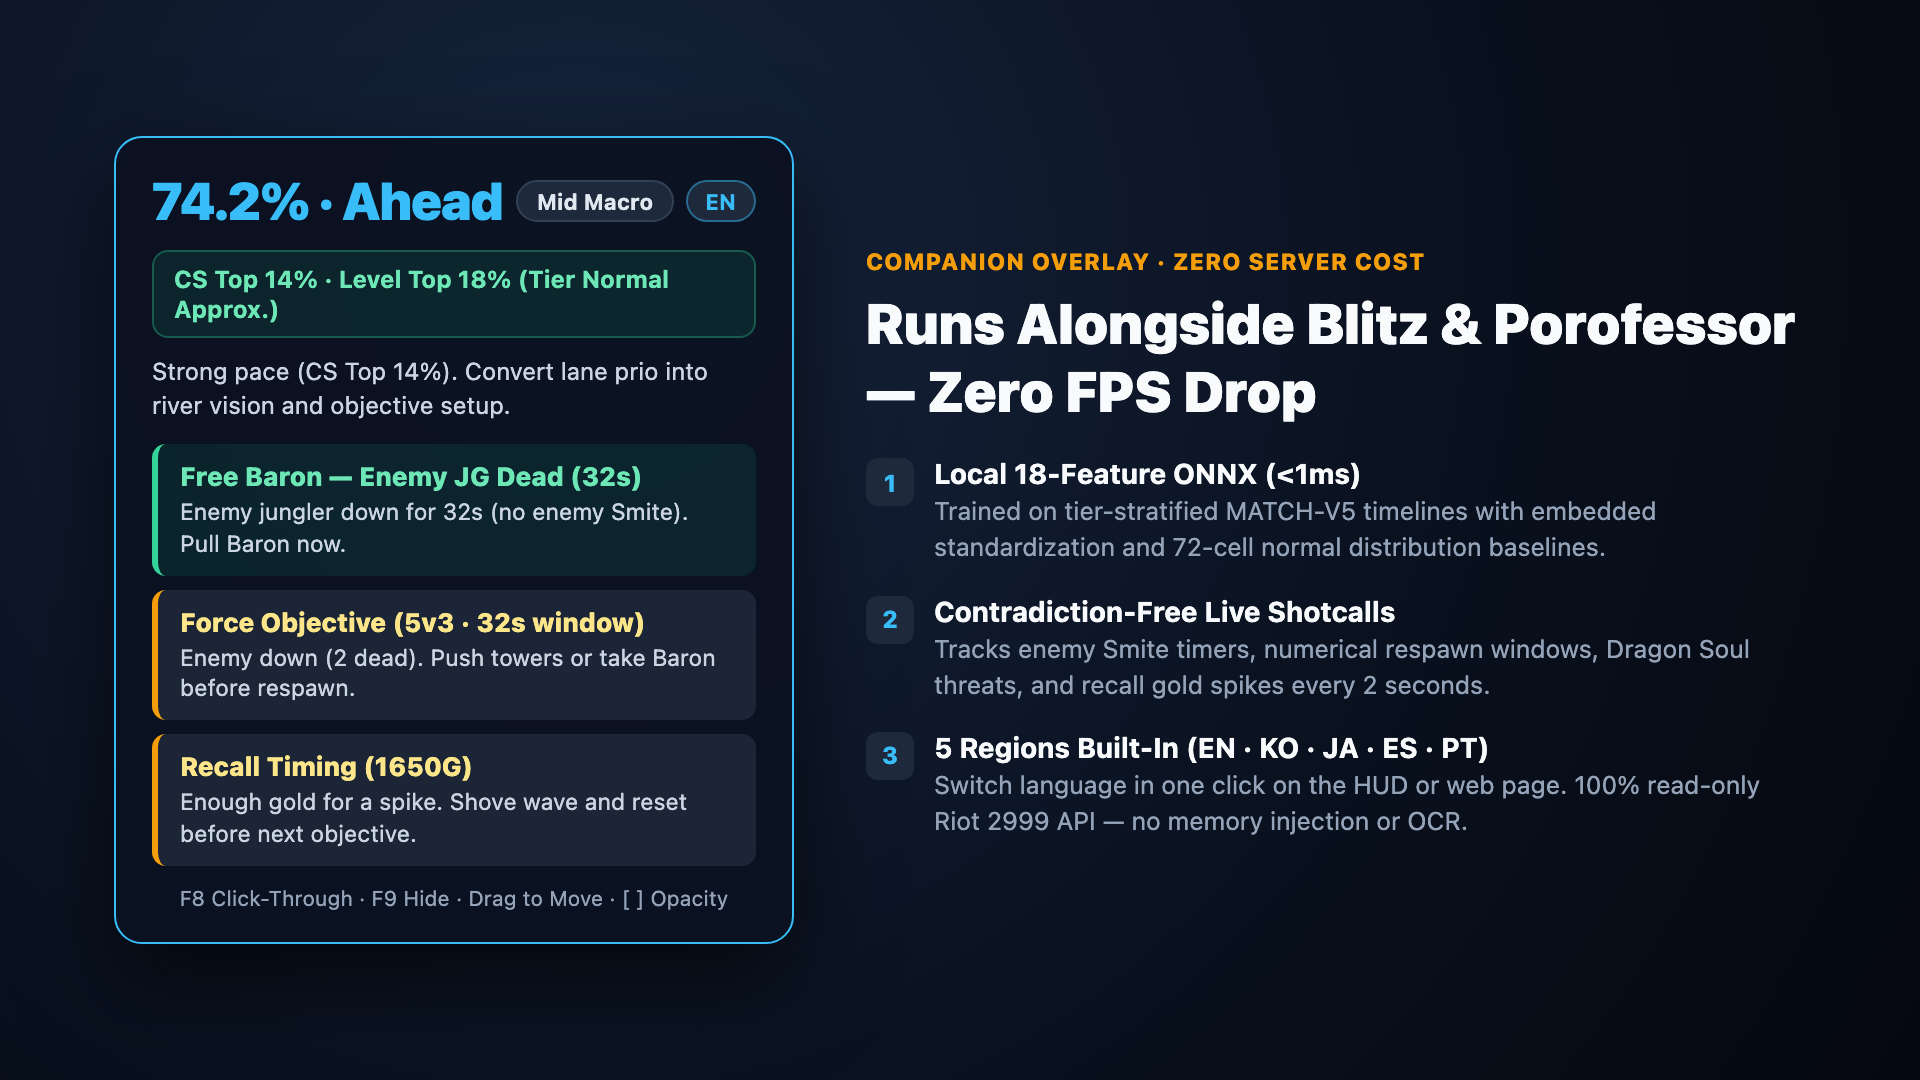 74.2% · Ahead
Mid Macro
EN
CS Top 14% · Level Top 18% (Tier Normal
Approx.)
Strong pace (CS Top 14%). Convert lane prio into
river vision and objective setup.
Free Baron — Enemy JG Dead (32s)
Enemy jungler down for 32s (no enemy Smite).
Pull Baron now.
Force Objective (5v3 · 32s window)
Enemy down (2 dead). Push towers or take Baron
before respawn.
Recall Timing (1650G)
Enough gold for a spike. Shove wave and reset
before next objective.
F8 Click-Through · F9 Hide · Drag to Move · [ ] Opacity
COMPANION OVERLAY · ZERO SERVER COST
Runs Alongside Blitz & Porofessor
— Zero FPS Drop
1
Local 18-Feature ONNX (<1ms)
Trained on tier-stratified MATCH-V5 timelines with embedded
standardization and 72-cell normal distribution baselines.
2
Contradiction-Free Live Shotcalls
Tracks enemy Smite timers, numerical respawn windows, Dragon Soul
threats, and recall gold spikes every 2 seconds.
3
5 Regions Built-In (EN · KO · JA · ES · PT)
Switch language in one click on the HUD or web page. 100% read-only
Riot 2999 API — no memory injection or OCR.